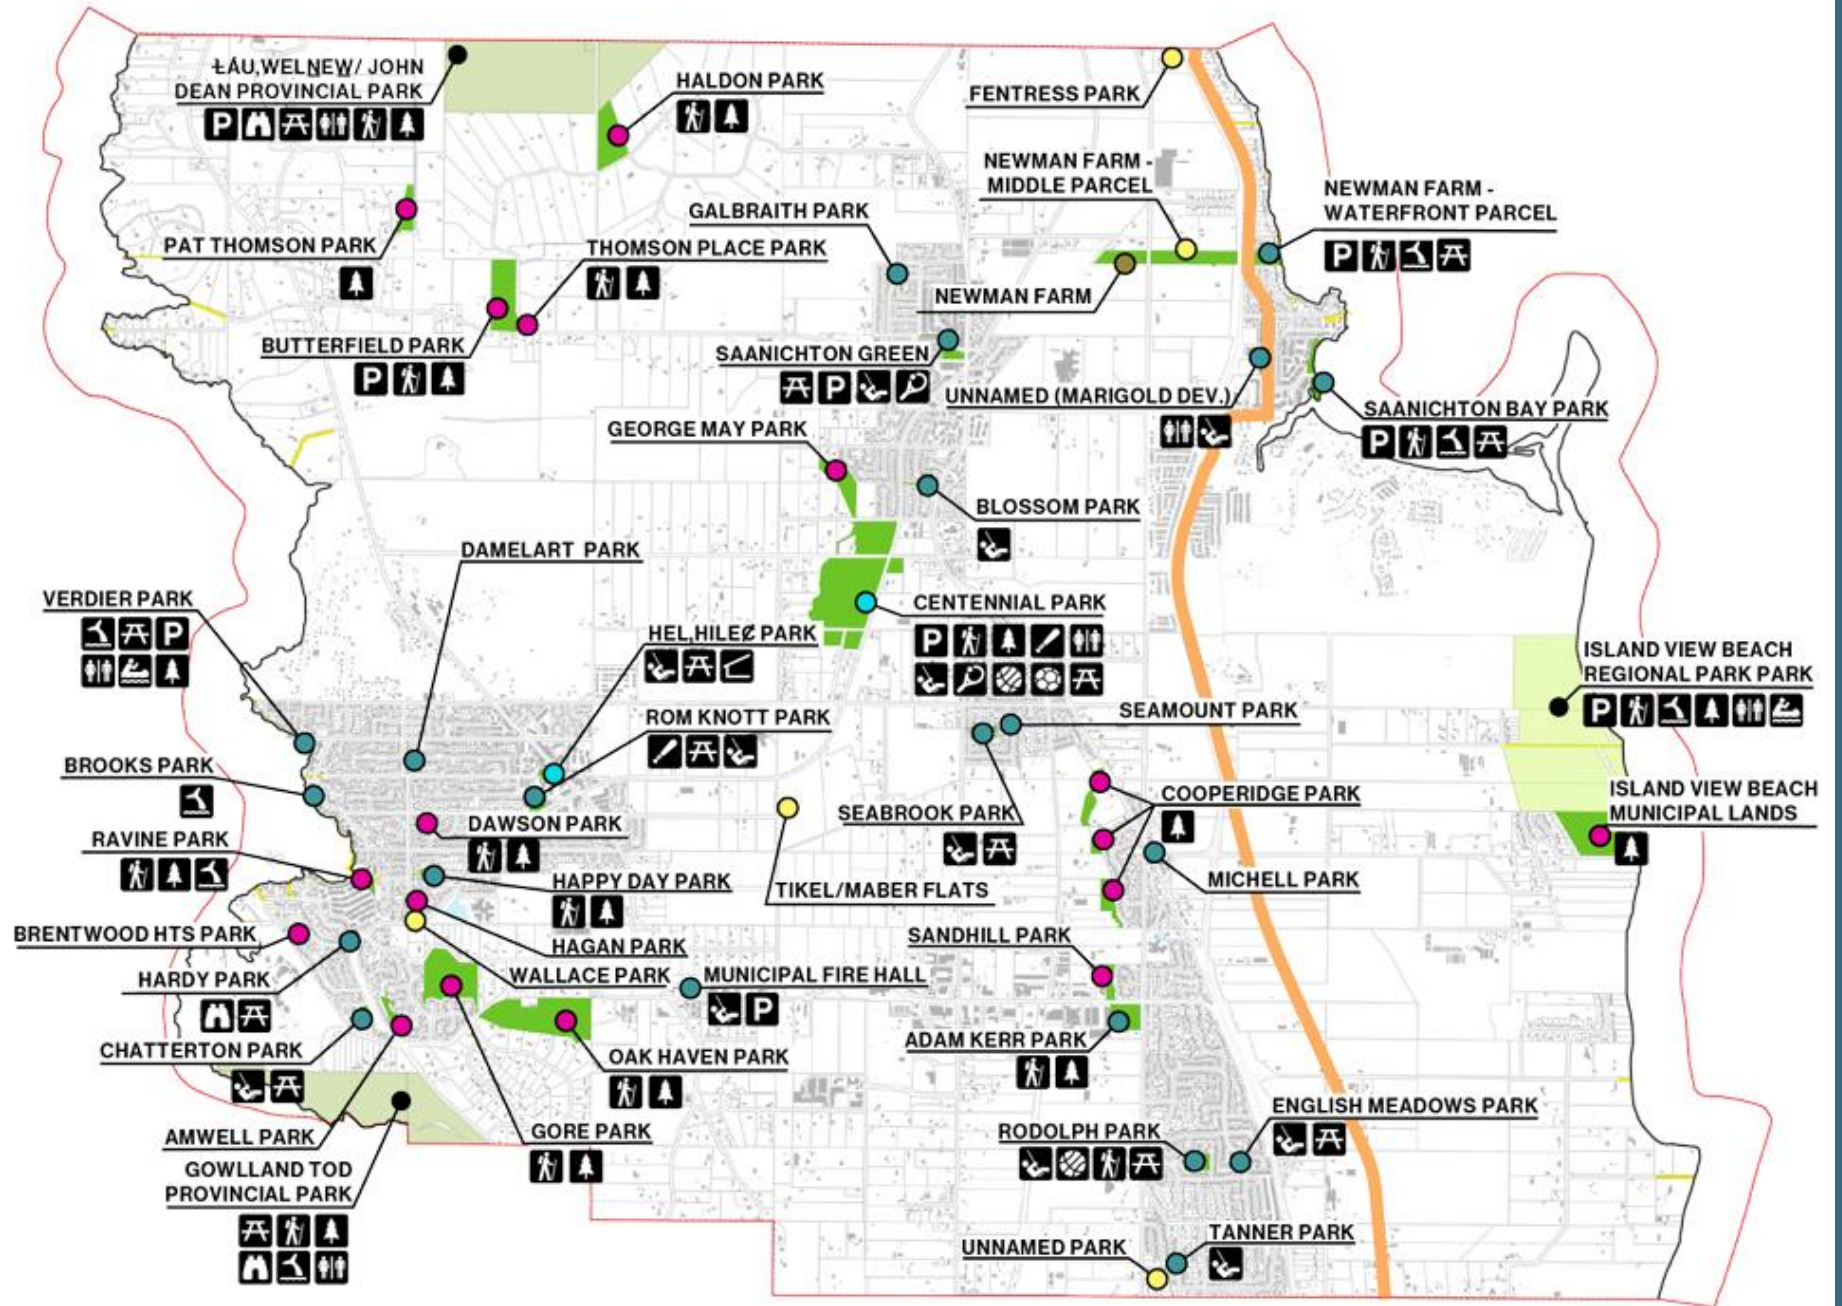 ȽÁU,WELṈEW̱/ JOHN
DEAN PROVINCIAL PARK
P
HALDON PARK
FENTRESS PARK
NEWMAN FARM -
MIDDLE PARCEL
NEWMAN FARM -
WATERFRONT PARCEL
P
PAT THOMSON PARK
GALBRAITH PARK
THOMSON PLACE PARK
NEWMAN FARM
BUTTERFIELD PARK
P
SAANICHTON GREEN
P
UNNAMED (MARIGOLD DEV.)
SAANICHTON BAY PARK
P
GEORGE MAY PARK
BLOSSOM PARK
DAMELART PARK
VERDIER PARK
P
HEL,HILEȻ PARK
CENTENNIAL PARK
P
ISLAND VIEW BEACH
REGIONAL PARK PARK
P
ROM KNOTT PARK
SEAMOUNT PARK
BROOKS PARK
COOPERIDGE PARK
ISLAND VIEW BEACH
MUNICIPAL LANDS
SEABROOK PARK
DAWSON PARK
RAVINE PARK
HAPPY DAY PARK
TIKEL/MABER FLATS
MICHELL PARK
BRENTWOOD HTS PARK
HAGAN PARK
SANDHILL PARK
HARDY PARK
WALLACE PARK
MUNICIPAL FIRE HALL
P
CHATTERTON PARK
OAK HAVEN PARK
ADAM KERR PARK
AMWELL PARK
GORE PARK
RODOLPH PARK
ENGLISH MEADOWS PARK
GOWLLAND TOD
PROVINCIAL PARK
UNNAMED PARK
TANNER PARK